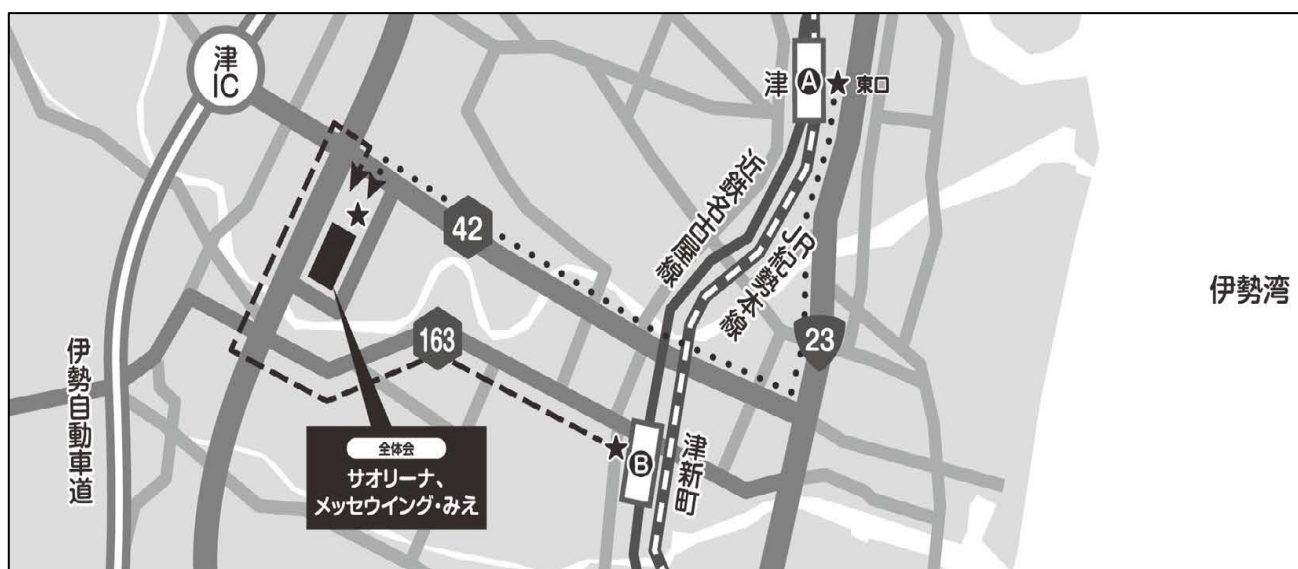 津
IC
津
A
東口
近鉄名古屋線
JR紀勢本線
42
23
伊勢湾
163
伊勢自動車道
全体会
サオリーナ、
メッセウイング・みえ
B
津新町